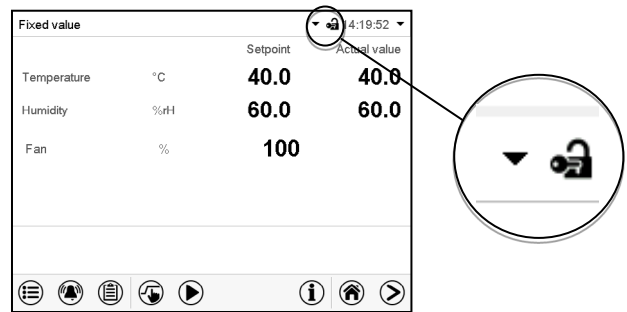 Fixed value 14:19:52
Setpoint Actual value
Temperature °C 40.0 40.0
Humidity %rH 60.0 60.0
Fan % 100